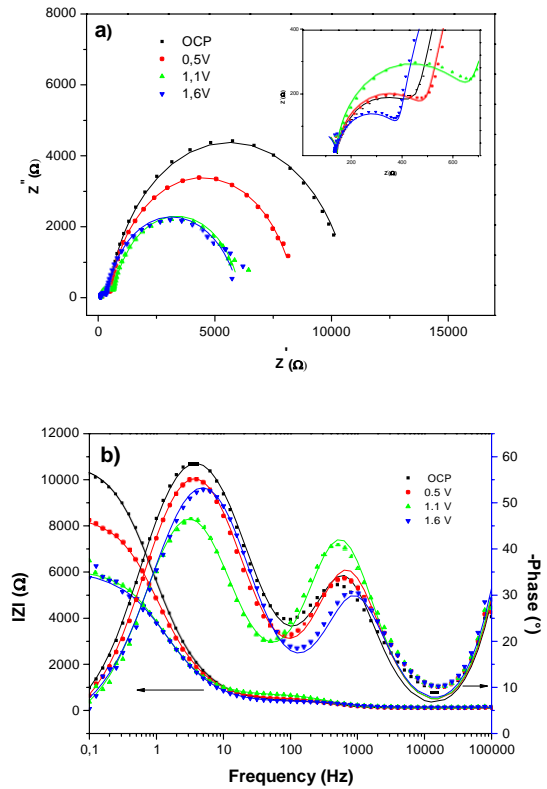 a)
OCP
0,5V
1,1V
1,6V
8000
6000
4000
2000
0
Z'' (Ω)
0
5000
10000
15000
Z' (Ω)
400
200
Z'' (Ω)
200
400
600
Z' (Ω)
b)
OCP
0.5 V
1.1 V
1.6 V
12000
10000
8000
6000
4000
2000
0
IZI (Ω)
60
50
40
30
20
10
0
-Phase (°)
0,1
1
10
100
1000
10000
100000
Frequency (Hz)